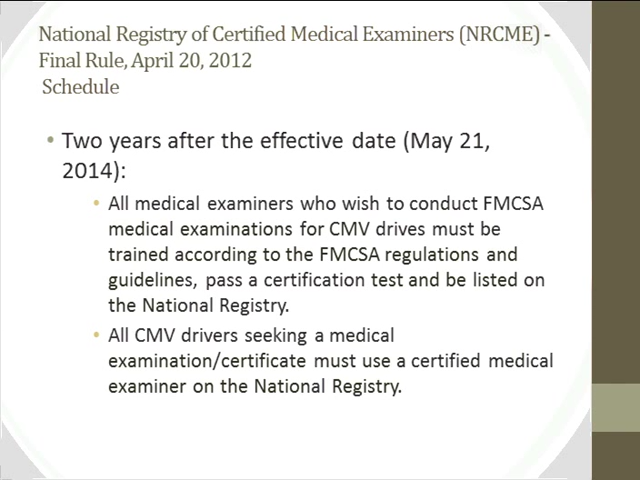 National Registry of Certified Medical Examiners (NRCME) -
Final Rule, April 20, 2012
Schedule
• Two years after the effective date (May 21,
2014):
• All medical examiners who wish to conduct FMCSA
medical examinations for CMV drives must be
trained according to the FMCSA regulations and
guidelines, pass a certification test and be listed on
the National Registry.
• All CMV drivers seeking a medical
examination/certificate must use a certified medical
examiner on the National Registry.